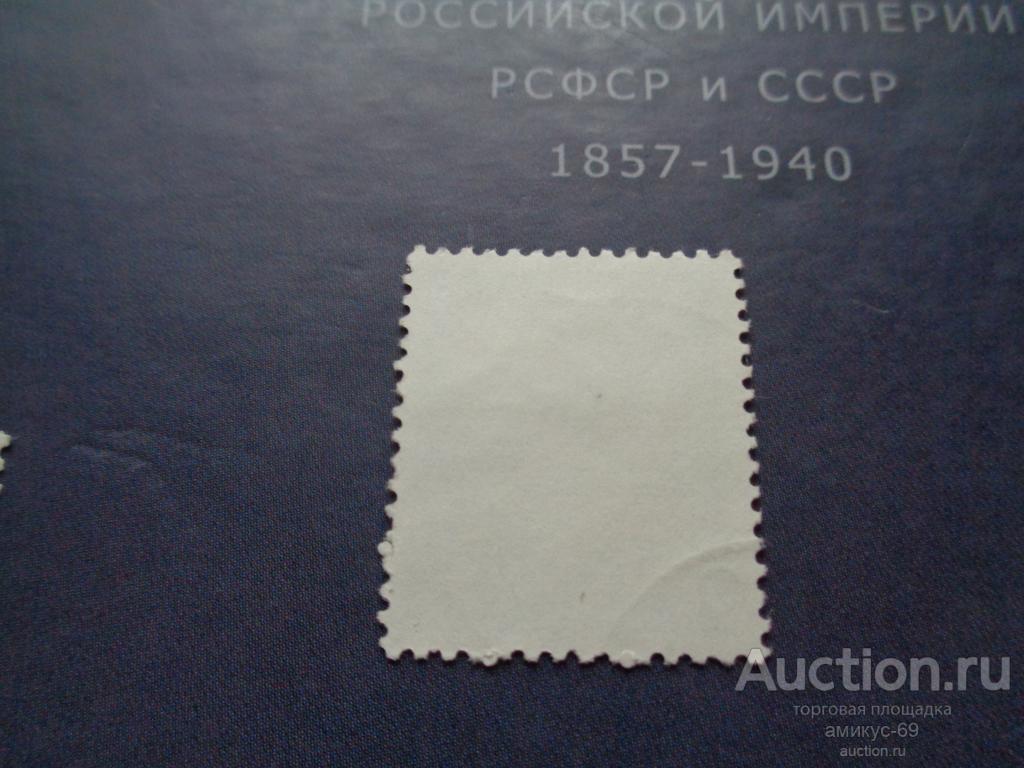 РОССИЙСКОЙ ИМПЕРИИ
РСФСР и СССР
1857-1940
Auction.ru
торговая площадка
амикус-69
auction.ru